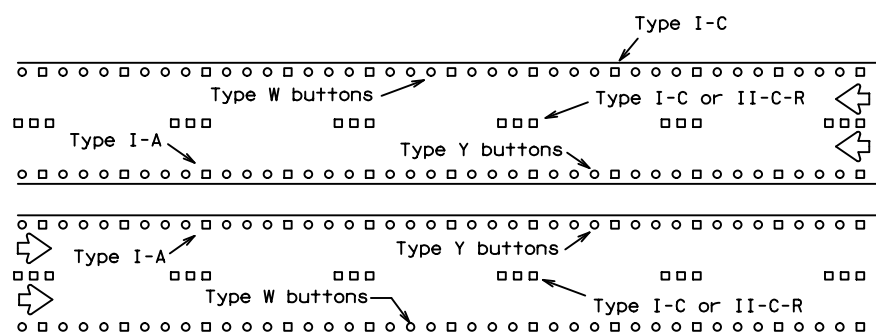 Type I-C
Type W buttons
Type I-C or II-C-R
Type I-A
Type Y buttons
Type I-A
Type Y buttons
Type W buttons
Type I-C or II-C-R